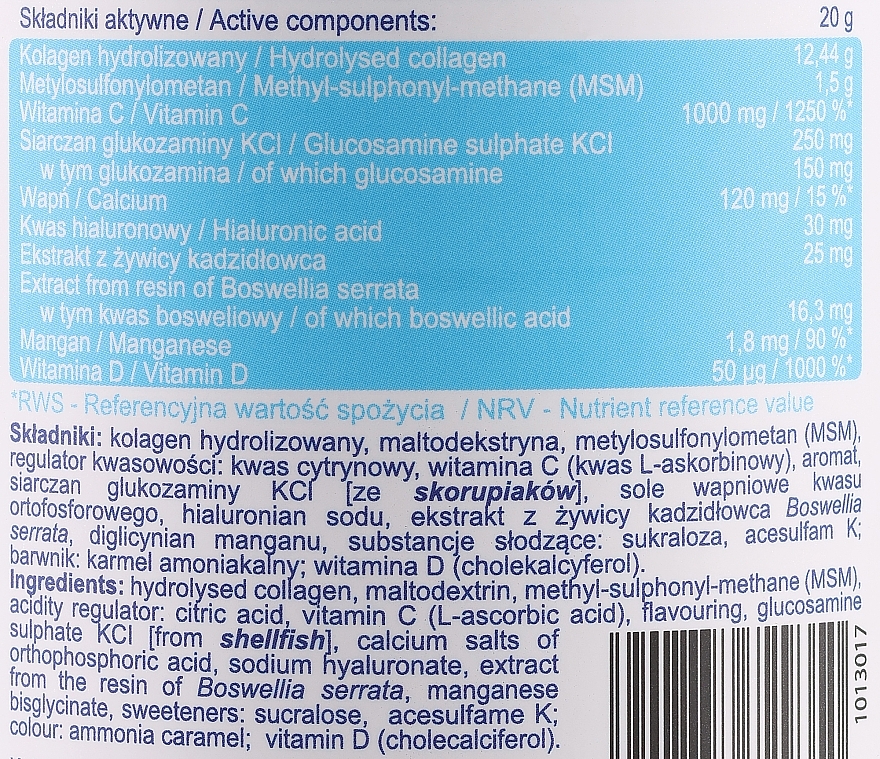 Składniki aktywne / Active components: 20 g
Kolagen hydrolizowany / Hydrolysed collagen 12,44 g
Metylosulfonylometan / Methyl-sulphonyl-methane (MSM) 1,5 g
Witamina C / Vitamin C 1000 mg / 1250 %*
Siarczan glukozaminy KCl / Glucosamine sulphate KCl 250 mg
w tym glukozamina / of which glucosamine 150 mg
Wapń / Calcium 120 mg / 15 %*
Kwas hialuronowy / Hialuronic acid 30 mg
Ekstrakt z żywicy kadzidłowca 25 mg
Extract from resin of Boswellia serrata
w tym kwas bosweliowy / of which boswellic acid 16,3 mg
Mangan / Manganese 1,8 mg / 90 %*
Witamina D / Vitamin D 50 µg / 1000 %*
*RWS - Referencyjna wartość spożycia / NRV - Nutrient reference value
Składniki: kolagen hydrolizowany, maltodekstryna, metylosulfonylometan (MSM),
regulator kwasowości: kwas cytrynowy, witamina C (kwas L-askorbinowy), aromat,
siarczan glukozaminy KCl [ze skorupiaków], sole wapniowe kwasu
ortofosforowego, hialuronian sodu, ekstrakt z żywicy kadzidłowca Boswellia
serrata, diglicynian manganu, substancje słodzące: sukraloza, acesulfam K;
barwnik: karmel amoniakalny; witamina D (cholekalcyferol).
Ingredients: hydrolysed collagen, maltodextrin, methyl-sulphonyl-methane (MSM),
acidity regulator: citric acid, vitamin C (L-ascorbic acid), flavouring, glucosamine
sulphate KCl [from shellfish], calcium salts of
orthophosphoric acid, sodium hyaluronate, extract
from the resin of Boswellia serrata, manganese
bisglycinate, sweeteners: sucralose, acesulfame K;
colour: ammonia caramel; vitamin D (cholecalciferol).
1013017